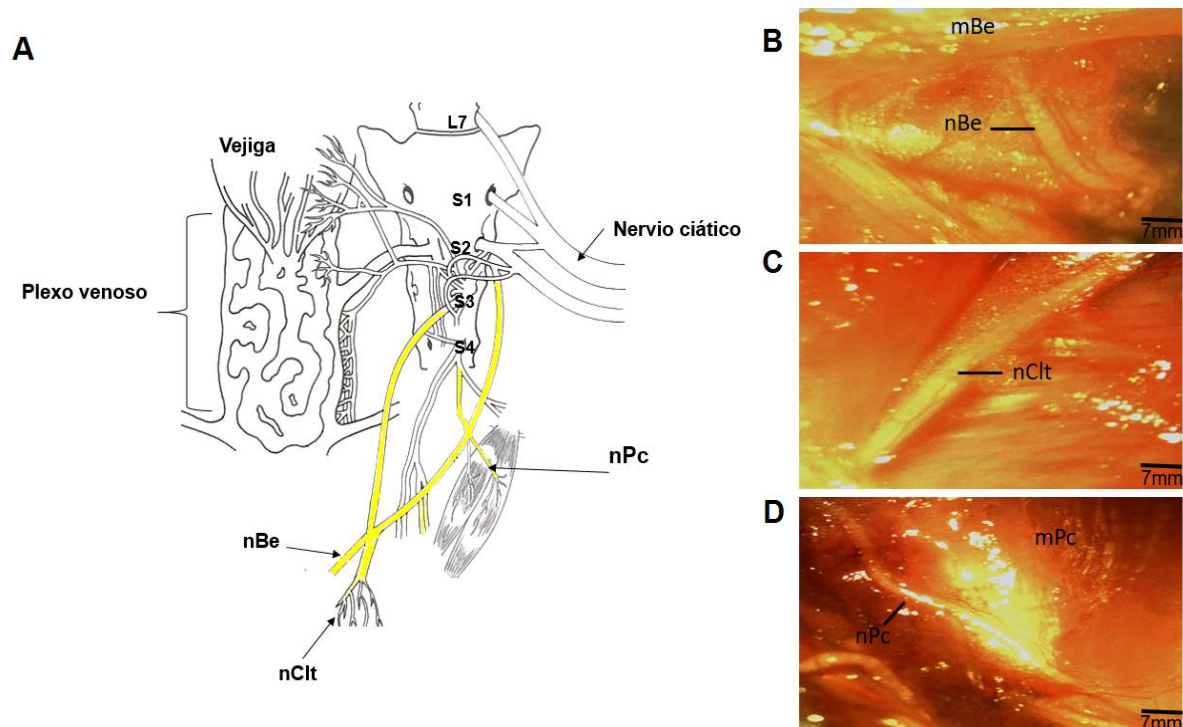 A
L7
Vejiga
S1
Nervio ciático
S2
Plexo venoso
S3
S4
nPc
nBe
nClt
B
mBe
nBe
7mm
C
nClt
7mm
D
mPc
nPc
7mm